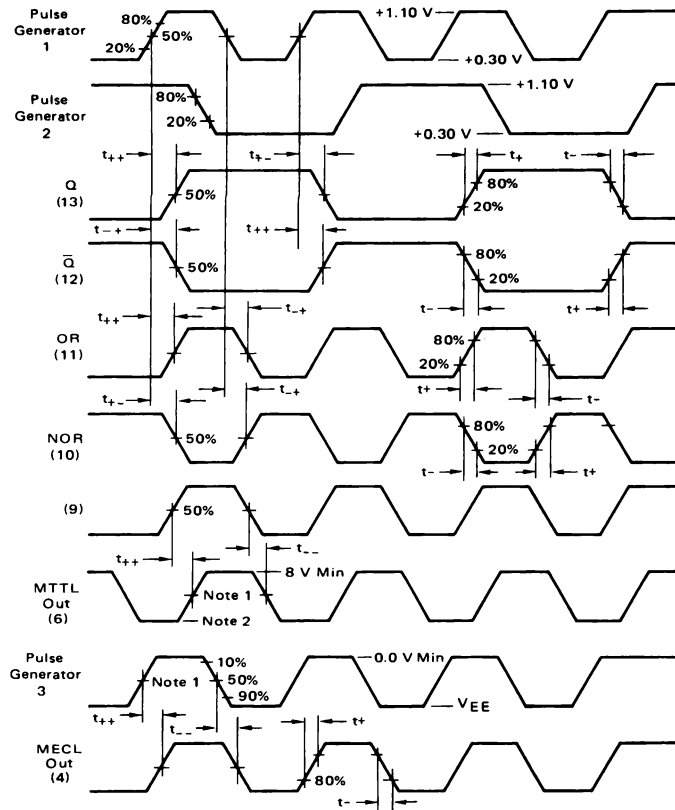 Pulse
Generator
1
80%
50%
20%
+1.10 V
+0.30 V
Pulse
Generator
2
80%
20%
+1.10 V
+0.30 V
t++
t+-
t+
t-
Q
(13)
50%
80%
20%
t-+
t++
Q̅
(12)
50%
80%
20%
t-
t+
t++
t-+
OR
(11)
80%
20%
t+-
t-+
t+
t-
NOR
(10)
50%
80%
20%
t-
t+
(9)
50%
t++
t--
8 V Min
MTTL
Out
(6)
Note 1
Note 2
Pulse
Generator
3
10%
50%
90%
Note 1
0.0 V Min
VEE
t++
t--
t+
MECL
Out
(4)
80%
t-